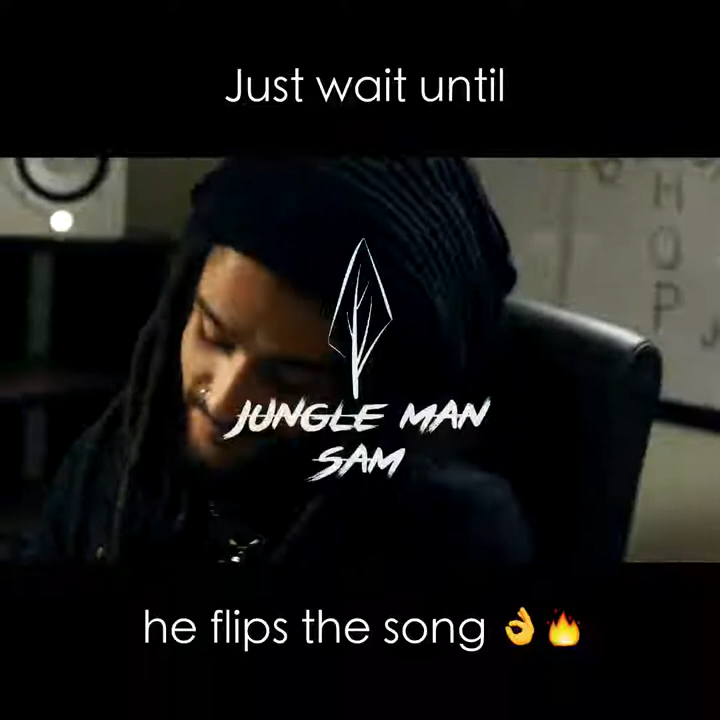 Just wait until
H
O
P
JUNGLE MAN
SAM
he flips the song 👌🔥